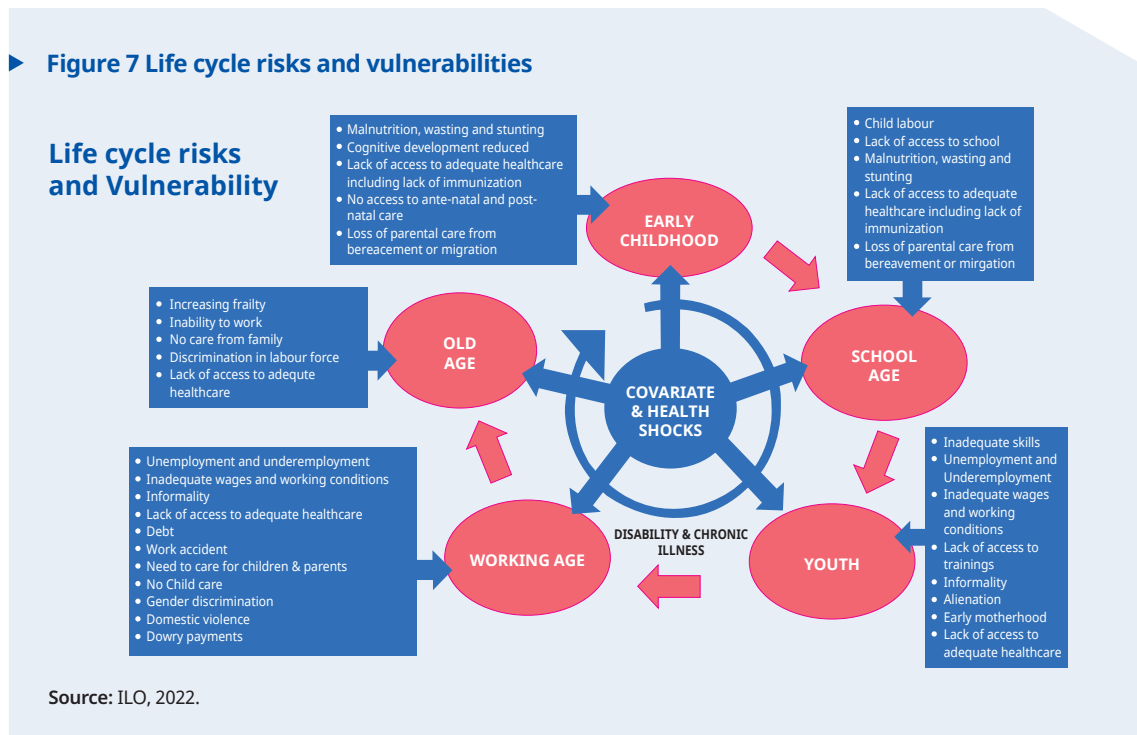 Figure 7 Life cycle risks and vulnerabilities
Life cycle risks
and Vulnerability
• Malnutrition, wasting and stunting
• Cognitive development reduced
• Lack of access to adequate healthcare
including lack of immunization
• No access to ante-natal and post-
natal care
• Loss of parental care from
bereacement or migration
EARLY
CHILDHOOD
• Child labour
• Lack of access to school
• Malnutrition, wasting and
stunting
• Lack of access to adequate
healthcare including lack of
immunization
• Loss of parental care from
bereavement or mirgation
SCHOOL
AGE
• Increasing frailty
• Inability to work
• No care from family
• Discrimination in labour force
• Lack of access to adequte
healthcare
OLD
AGE
COVARIATE
& HEALTH
SHOCKS
• Inadequate skills
• Unemployment and
Underemployment
• Inadequate wages
and working
conditions
• Lack of access to
trainings
• Informality
• Alienation
• Early motherhood
• Lack of access to
adequate healthcare
YOUTH
DISABILITY & CHRONIC
ILLNESS
• Unemployment and underemployment
• Inadequate wages and working conditions
• Informality
• Lack of access to adequate healthcare
• Debt
• Work accident
• Need to care for children & parents
• No Child care
• Gender discrimination
• Domestic violence
• Dowry payments
WORKING AGE
Source: ILO, 2022.